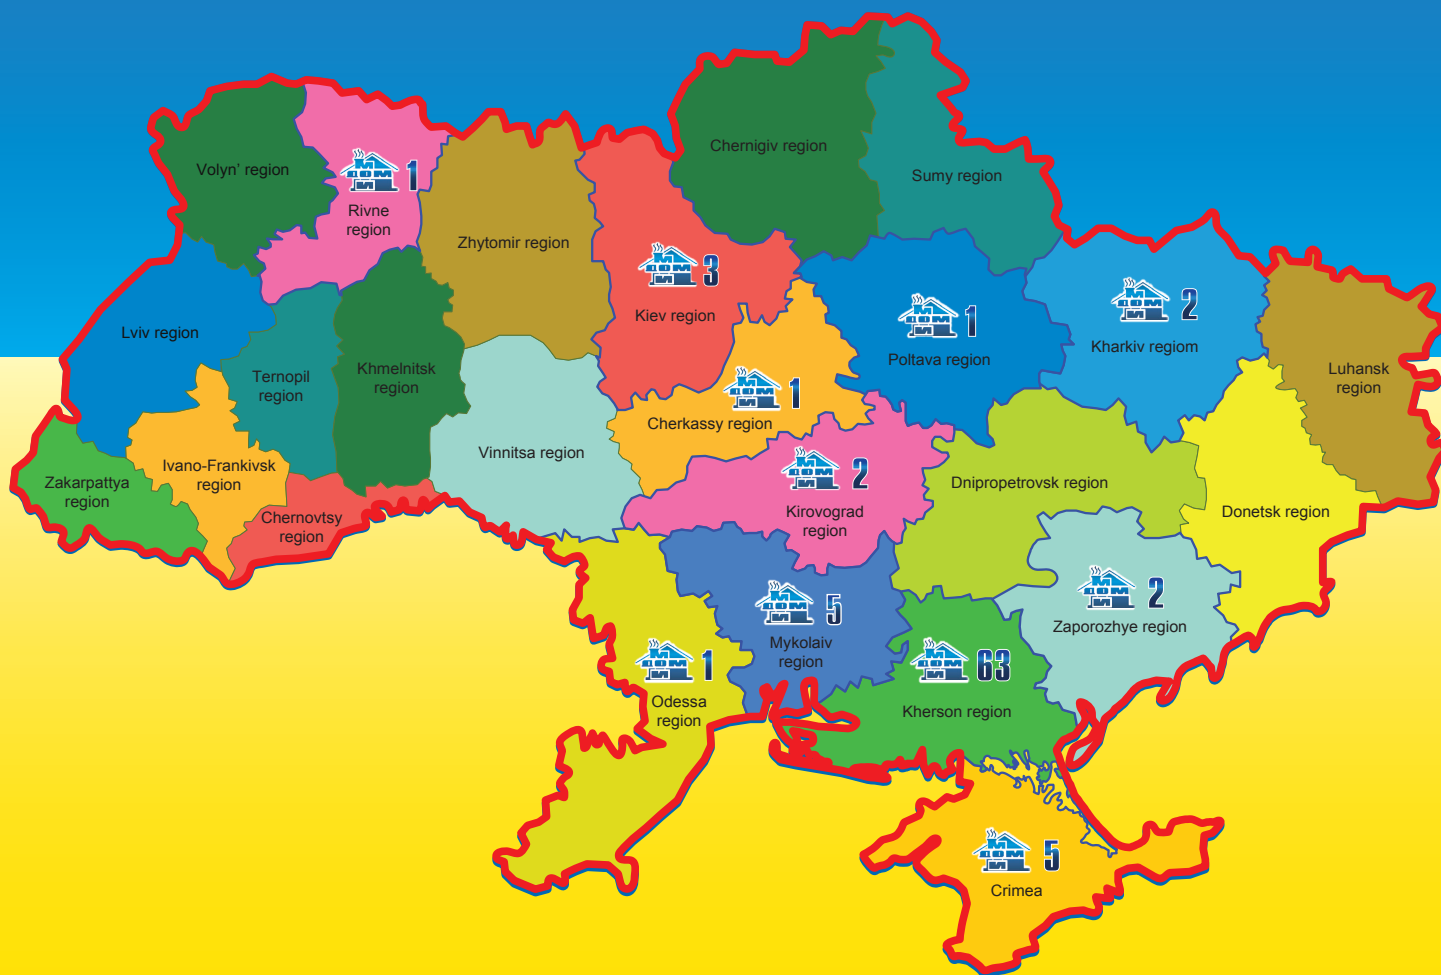 Chernigiv region
Sumy region
Volyn' region
МИ
ДОМ
1
Rivne
region
Zhytomir region
3
Kiev region
1
Poltava region
2
Kharkiv regiom
Lviv region
Ternopil
region
Khmelnitsk
region
Luhansk
region
1
Cherkassy region
Vinnitsa region
Zakarpattya
region
Ivano-Frankivsk
region
Chernovtsy
region
2
Kirovograd
region
Dnipropetrovsk region
Donetsk region
5
Mykolaiv
region
2
Zaporozhye region
1
Odessa
region
63
Kherson region
5
Crimea